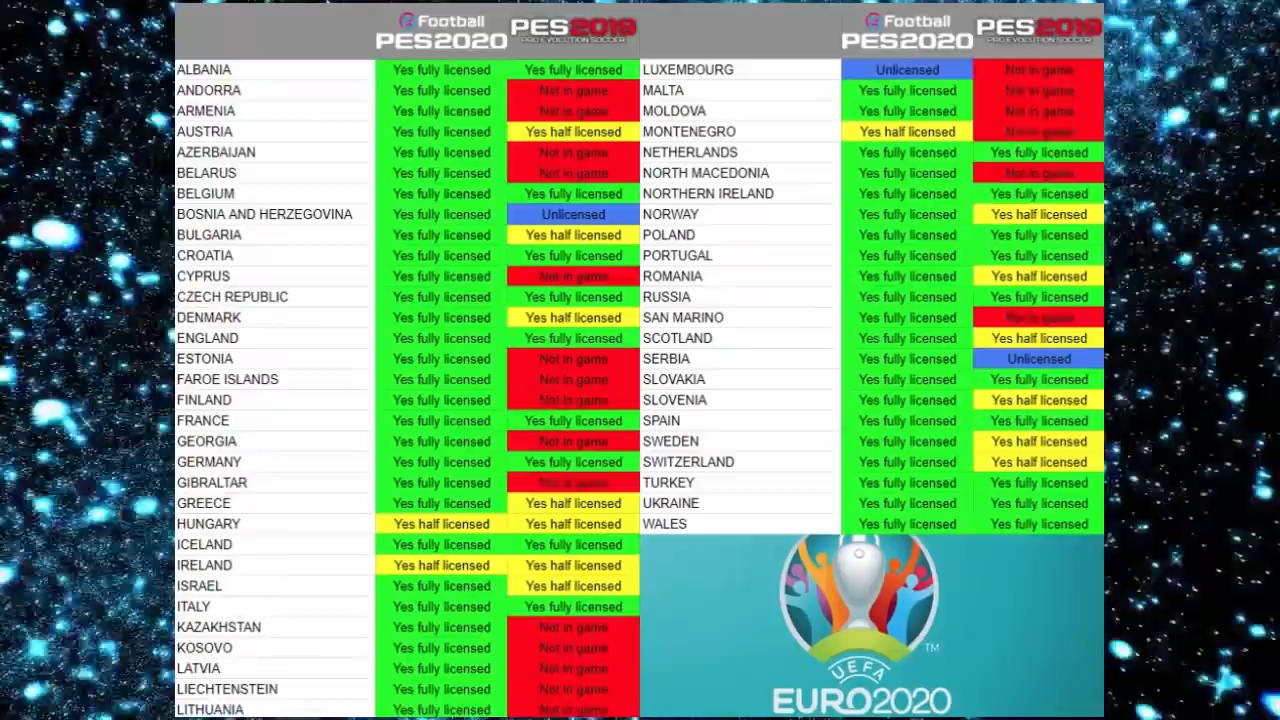 Football PES2020 PES2019 PRO EVOLUTION SOCCER
ALBANIA Yes fully licensed Yes fully licensed
ANDORRA Yes fully licensed Not in game
ARMENIA Yes fully licensed Not in game
AUSTRIA Yes fully licensed Yes half licensed
AZERBAIJAN Yes fully licensed Not in game
BELARUS Yes fully licensed Not in game
BELGIUM Yes fully licensed Yes fully licensed
BOSNIA AND HERZEGOVINA Yes fully licensed Unlicensed
BULGARIA Yes fully licensed Yes half licensed
CROATIA Yes fully licensed Yes fully licensed
CYPRUS Yes fully licensed Not in game
CZECH REPUBLIC Yes fully licensed Yes fully licensed
DENMARK Yes fully licensed Yes half licensed
ENGLAND Yes fully licensed Yes fully licensed
ESTONIA Yes fully licensed Not in game
FAROE ISLANDS Yes fully licensed Not in game
FINLAND Yes fully licensed Not in game
FRANCE Yes fully licensed Yes fully licensed
GEORGIA Yes fully licensed Not in game
GERMANY Yes fully licensed Yes fully licensed
GIBRALTAR Yes fully licensed Not in game
GREECE Yes fully licensed Yes half licensed
HUNGARY Yes half licensed Yes half licensed
ICELAND Yes fully licensed Yes fully licensed
IRELAND Yes half licensed Yes half licensed
ISRAEL Yes fully licensed Yes half licensed
ITALY Yes fully licensed Yes fully licensed
KAZAKHSTAN Yes fully licensed Not in game
KOSOVO Yes fully licensed Not in game
LATVIA Yes fully licensed Not in game
LIECHTENSTEIN Yes fully licensed Not in game
LITHUANIA Yes fully licensed Not in game
Football PES2020 PES2019 PRO EVOLUTION SOCCER
LUXEMBOURG Unlicensed Not in game
MALTA Yes fully licensed Not in game
MOLDOVA Yes fully licensed Not in game
MONTENEGRO Yes half licensed Not in game
NETHERLANDS Yes fully licensed Yes fully licensed
NORTH MACEDONIA Yes fully licensed Not in game
NORTHERN IRELAND Yes fully licensed Yes fully licensed
NORWAY Yes fully licensed Yes half licensed
POLAND Yes fully licensed Yes fully licensed
PORTUGAL Yes fully licensed Yes fully licensed
ROMANIA Yes fully licensed Yes half licensed
RUSSIA Yes fully licensed Yes fully licensed
SAN MARINO Yes fully licensed Not in game
SCOTLAND Yes fully licensed Yes half licensed
SERBIA Yes fully licensed Unlicensed
SLOVAKIA Yes fully licensed Yes fully licensed
SLOVENIA Yes fully licensed Yes half licensed
SPAIN Yes fully licensed Yes fully licensed
SWEDEN Yes fully licensed Yes half licensed
SWITZERLAND Yes fully licensed Yes half licensed
TURKEY Yes fully licensed Yes fully licensed
UKRAINE Yes fully licensed Yes fully licensed
WALES Yes fully licensed Yes fully licensed
TM
UEFA
EURO2020